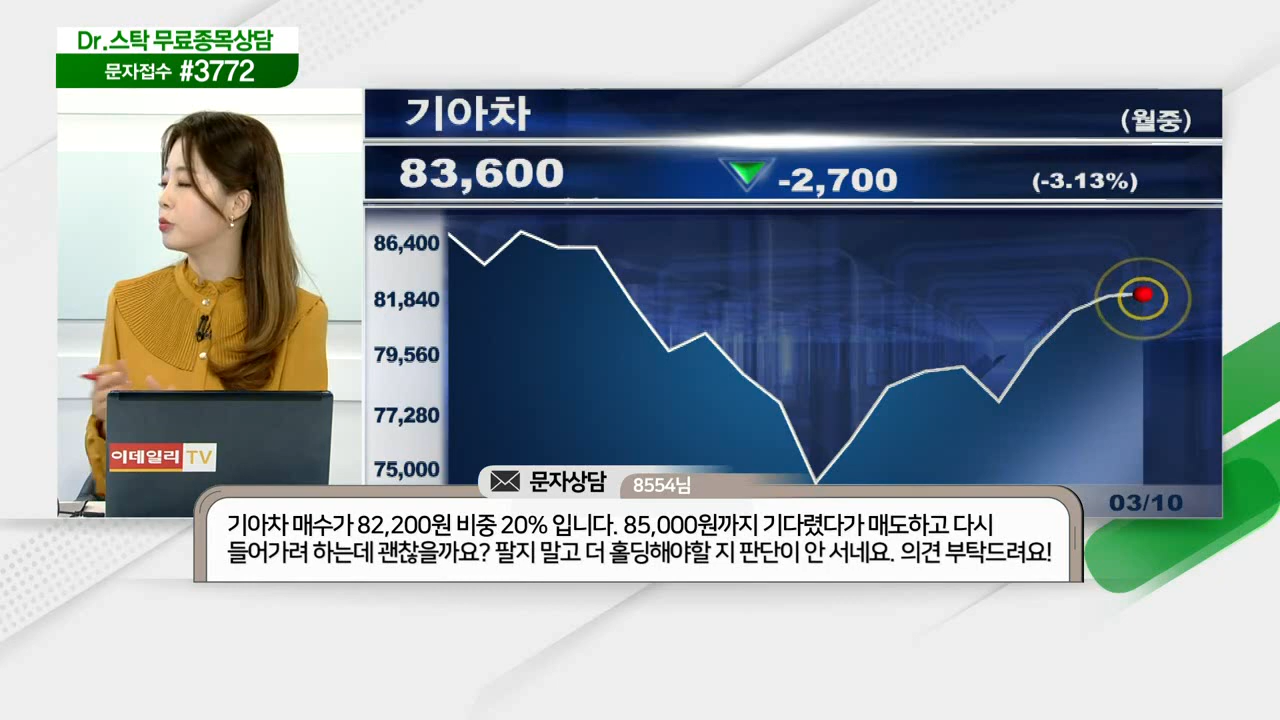 Dr.스탁 무료종목상담
문자접수 #3772
기아차 (월중)
83,600 -2,700 (-3.13%)
86,400
81,840
79,560
77,280
75,000
03/10
이데일리 TV
문자상담 8554님
기아차 매수가 82,200원 비중 20% 입니다. 85,000원까지 기다렸다가 매도하고 다시
들어가려 하는데 괜찮을까요? 팔지 말고 더 홀딩해야할 지 판단이 안 서네요. 의견 부탁드려요!